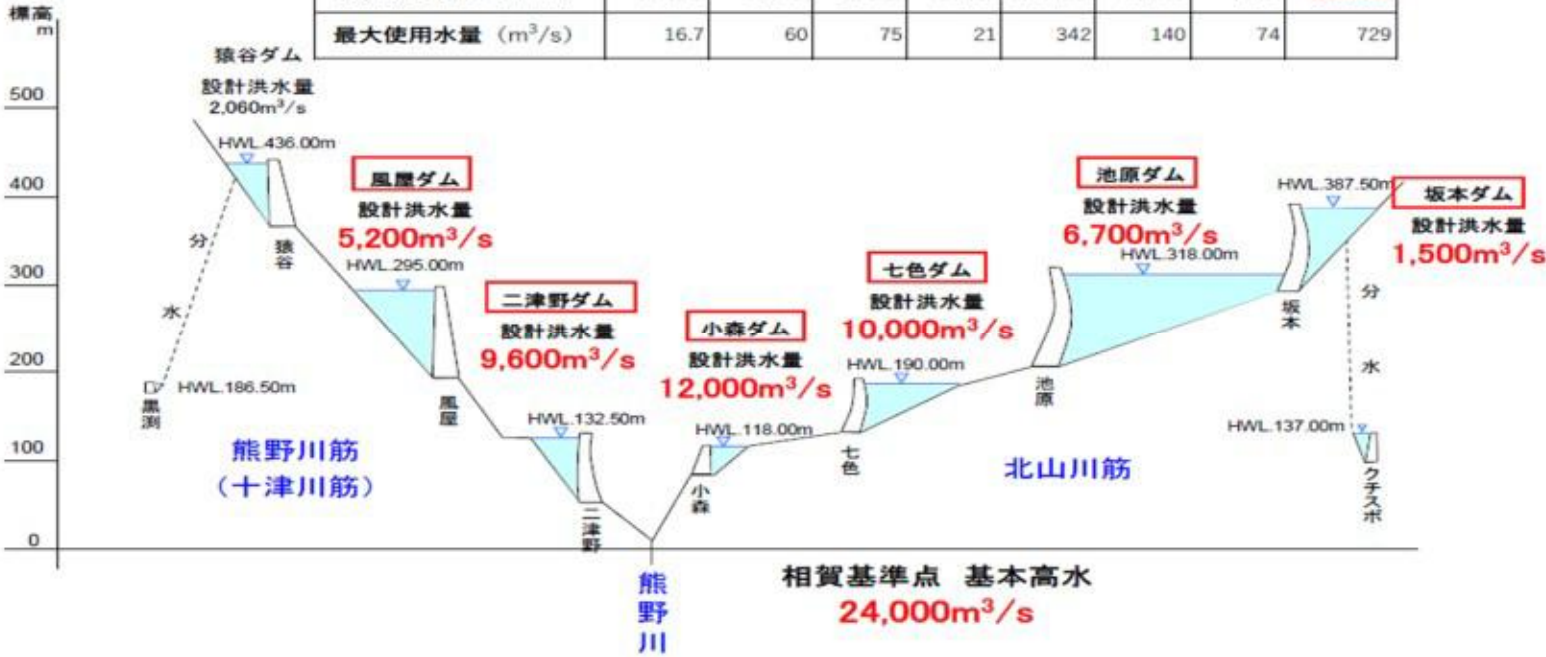 標高
m
最大使用水量 (m³/s) 16.7 60 75 21 342 140 74 729
猿谷ダム
設計洪水量
2,060m³/s
HWL.436.00m
風屋ダム
設計洪水量
5,200m³/s
HWL.295.00m
二津野ダム
設計洪水量
9,600m³/s
HWL.132.50m
小森ダム
設計洪水量
12,000m³/s
HWL.118.00m
七色ダム
設計洪水量
10,000m³/s
HWL.190.00m
池原ダム
設計洪水量
6,700m³/s
HWL.318.00m
HWL.387.50m
坂本ダム
設計洪水量
1,500m³/s
500
400
300
200
100
0
分水
HWL.186.50m
黒渕
猿谷
風屋
二津野
小森
七色
池原
坂本
分水
HWL.137.00m
クチスボ
熊野川筋
(十津川筋)
北山川筋
熊野川
相賀基準点 基本高水
24,000m³/s